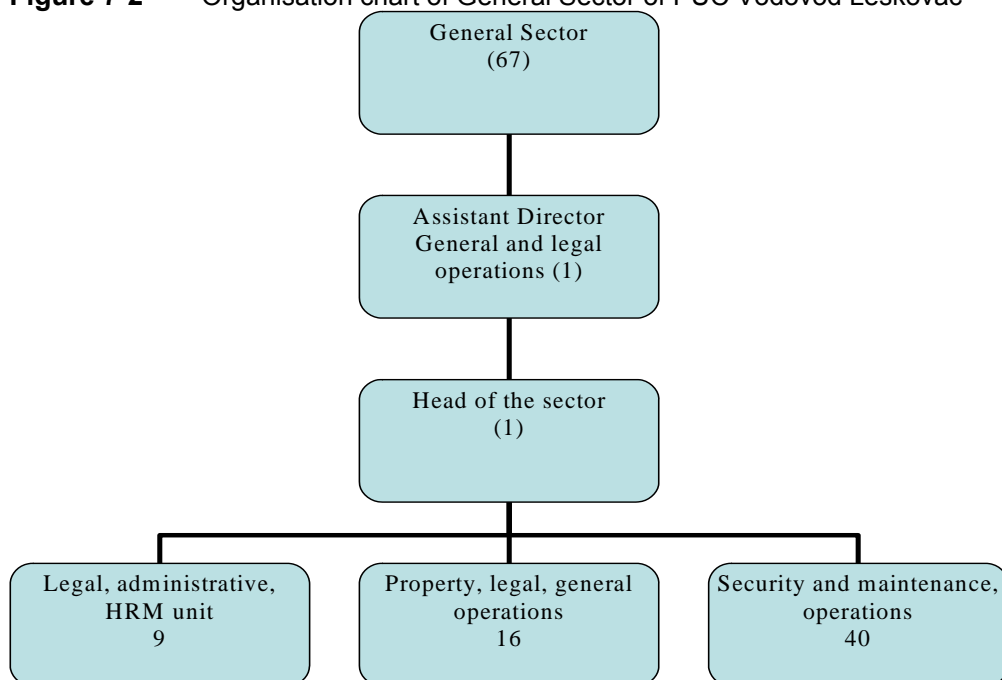 Figure 7-2 Organisation chart of General Sector of PUC Vodovod Leskovac
General Sector
(67)
Assistant Director
General and legal
operations (1)
Head of the sector
(1)
Legal, administrative,
HRM unit
9
Property, legal, general
operations
16
Security and maintenance,
operations
40